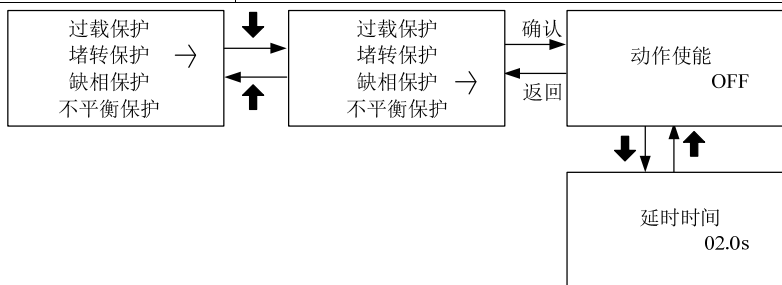 过载保护
堵转保护 →
缺相保护
不平衡保护
过载保护
堵转保护
缺相保护 →
不平衡保护
确认
返回
动作使能
OFF
延时时间
02.0s